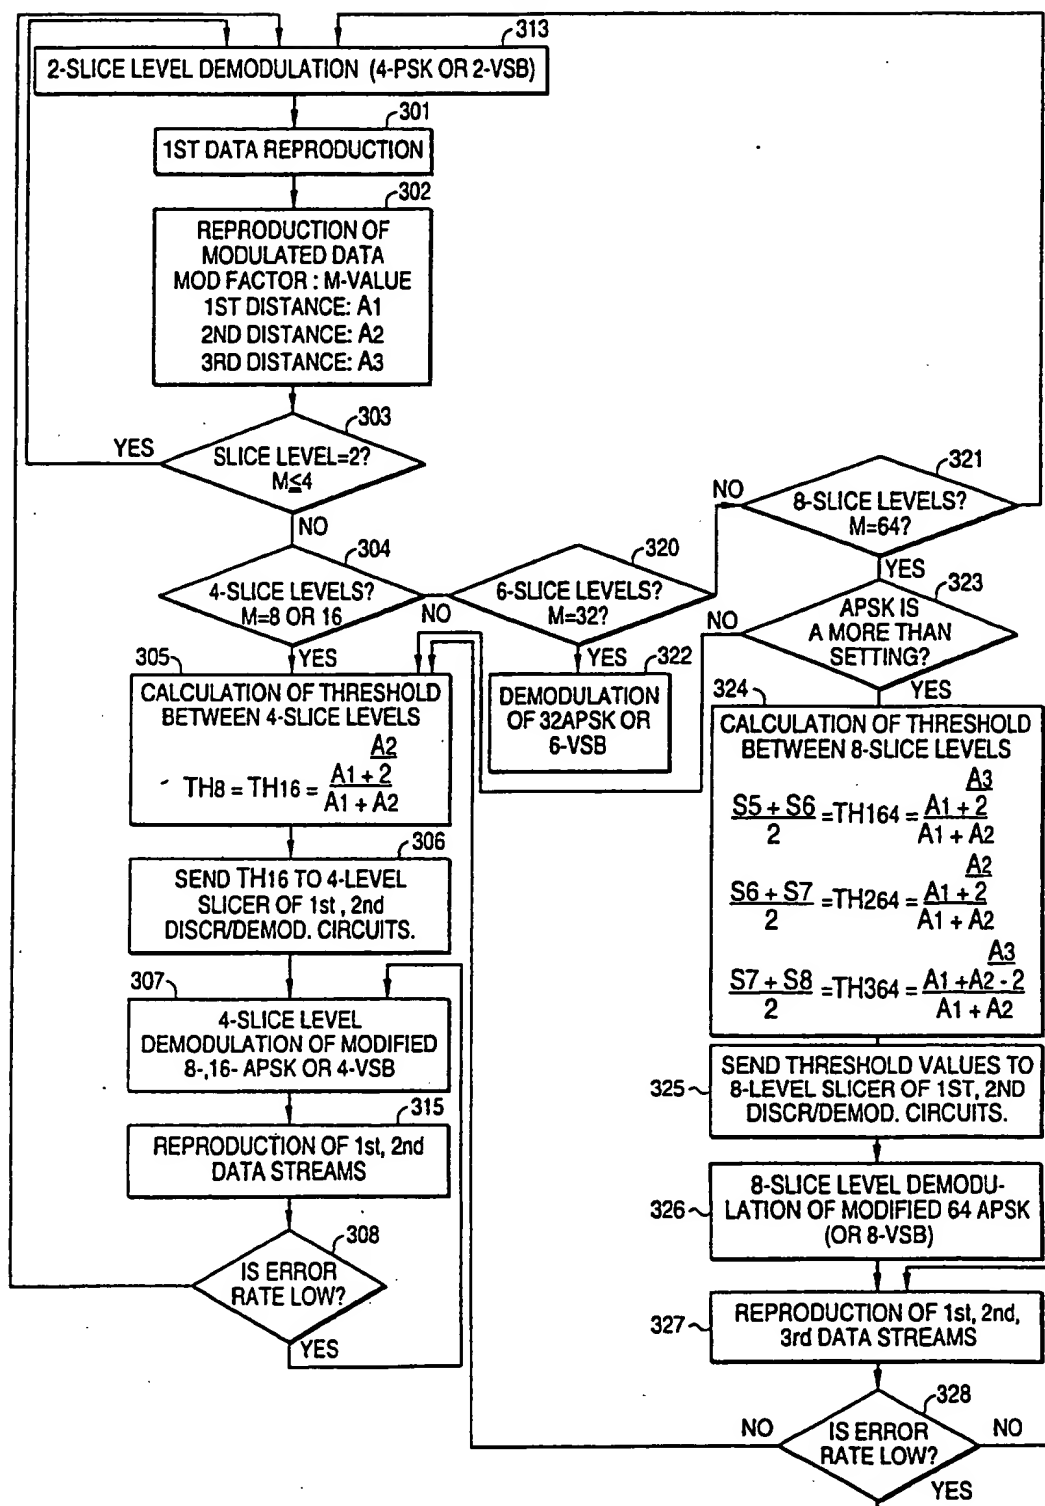 313
2-SLICE LEVEL DEMODULATION (4-PSK OR 2-VSB)
301
1ST DATA REPRODUCTION
302
REPRODUCTION OF
MODULATED DATA
MOD FACTOR : M-VALUE
1ST DISTANCE: A1
2ND DISTANCE: A2
3RD DISTANCE: A3
303
YES
SLICE LEVEL=2?
M≤4
NO
304
4-SLICE LEVELS?
M=8 OR 16
NO
YES
320
6-SLICE LEVELS?
M=32?
NO
YES
321
8-SLICE LEVELS?
M=64?
YES
323
NO
APSK IS
A MORE THAN
SETTING?
YES
322
DEMODULATION
OF 32APSK OR
6-VSB
305
CALCULATION OF THRESHOLD
BETWEEN 4-SLICE LEVELS
A2
TH8 = TH16 = A1 + 2
A1 + A2
306
SEND TH16 TO 4-LEVEL
SLICER OF 1st, 2nd
DISCR/DEMOD. CIRCUITS.
307
4-SLICE LEVEL
DEMODULATION OF MODIFIED
8-,16- APSK OR 4-VSB
315
REPRODUCTION OF 1st, 2nd
DATA STREAMS
308
IS ERROR
RATE LOW?
YES
324
CALCULATION OF THRESHOLD
BETWEEN 8-SLICE LEVELS
A3
S5 + S6 =TH164 = A1 + 2
2 A1 + A2
A2
S6 + S7 =TH264 = A1 + 2
2 A1 + A2
A3
S7 + S8 =TH364 = A1 +A2 - 2
2 A1 + A2
325
SEND THRESHOLD VALUES TO
8-LEVEL SLICER OF 1ST, 2ND
DISCR/DEMOD. CIRCUITS.
326
8-SLICE LEVEL DEMODU-
LATION OF MODIFIED 64 APSK
(OR 8-VSB)
327
REPRODUCTION OF 1st, 2nd,
3rd DATA STREAMS
328
NO
IS ERROR
RATE LOW?
NO
YES